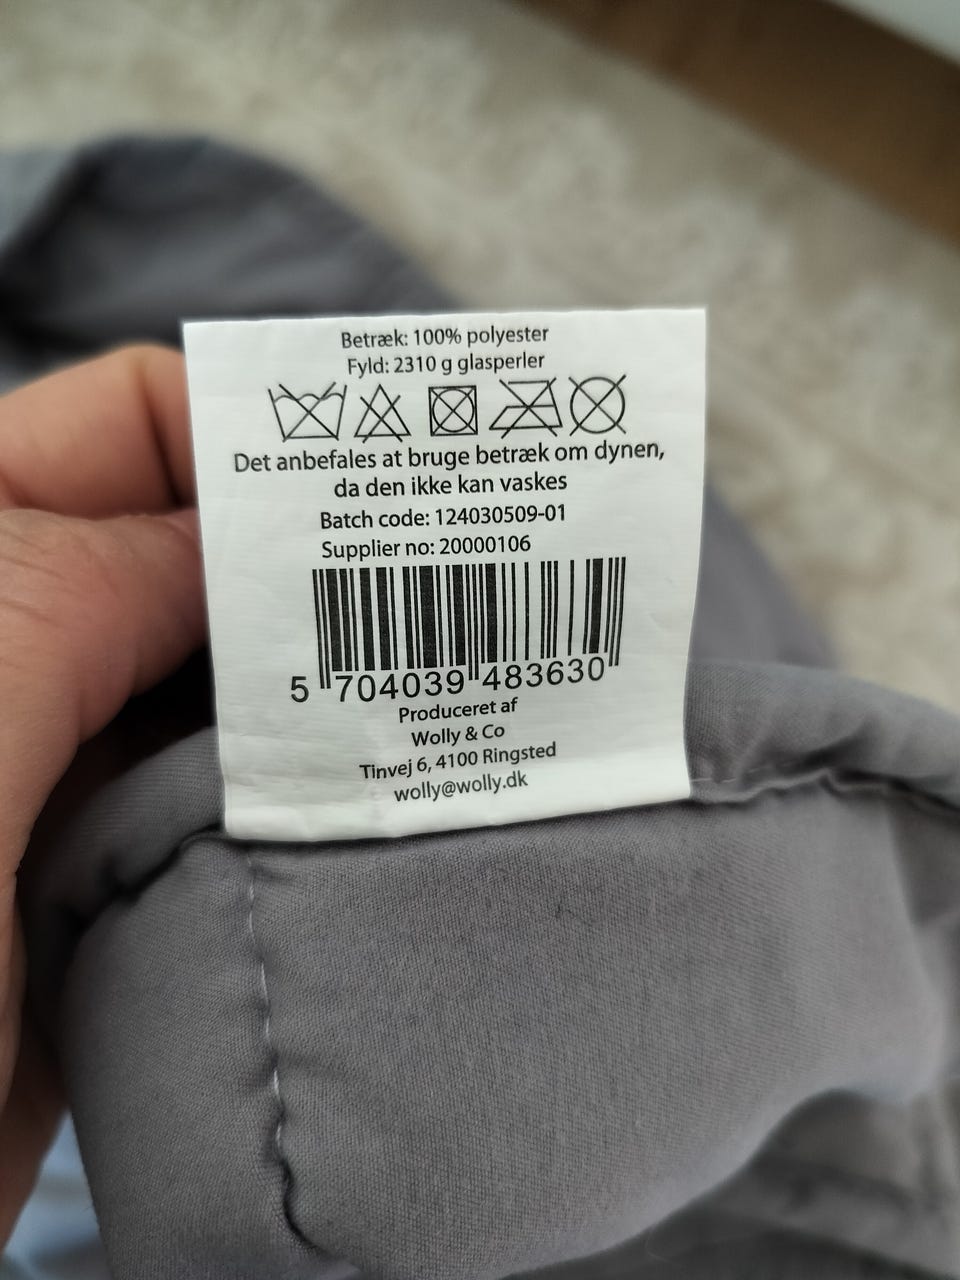 Betræk: 100% polyester
Fyld: 2310 g glasperler
Det anbefales at bruge betræk om dynen,
da den ikke kan vaskes
Batch code: 124030509-01
Supplier no: 20000106
5 704039 483630
Produceret af
Wolly & Co
Tinvej 6, 4100 Ringsted
wolly@wolly.dk